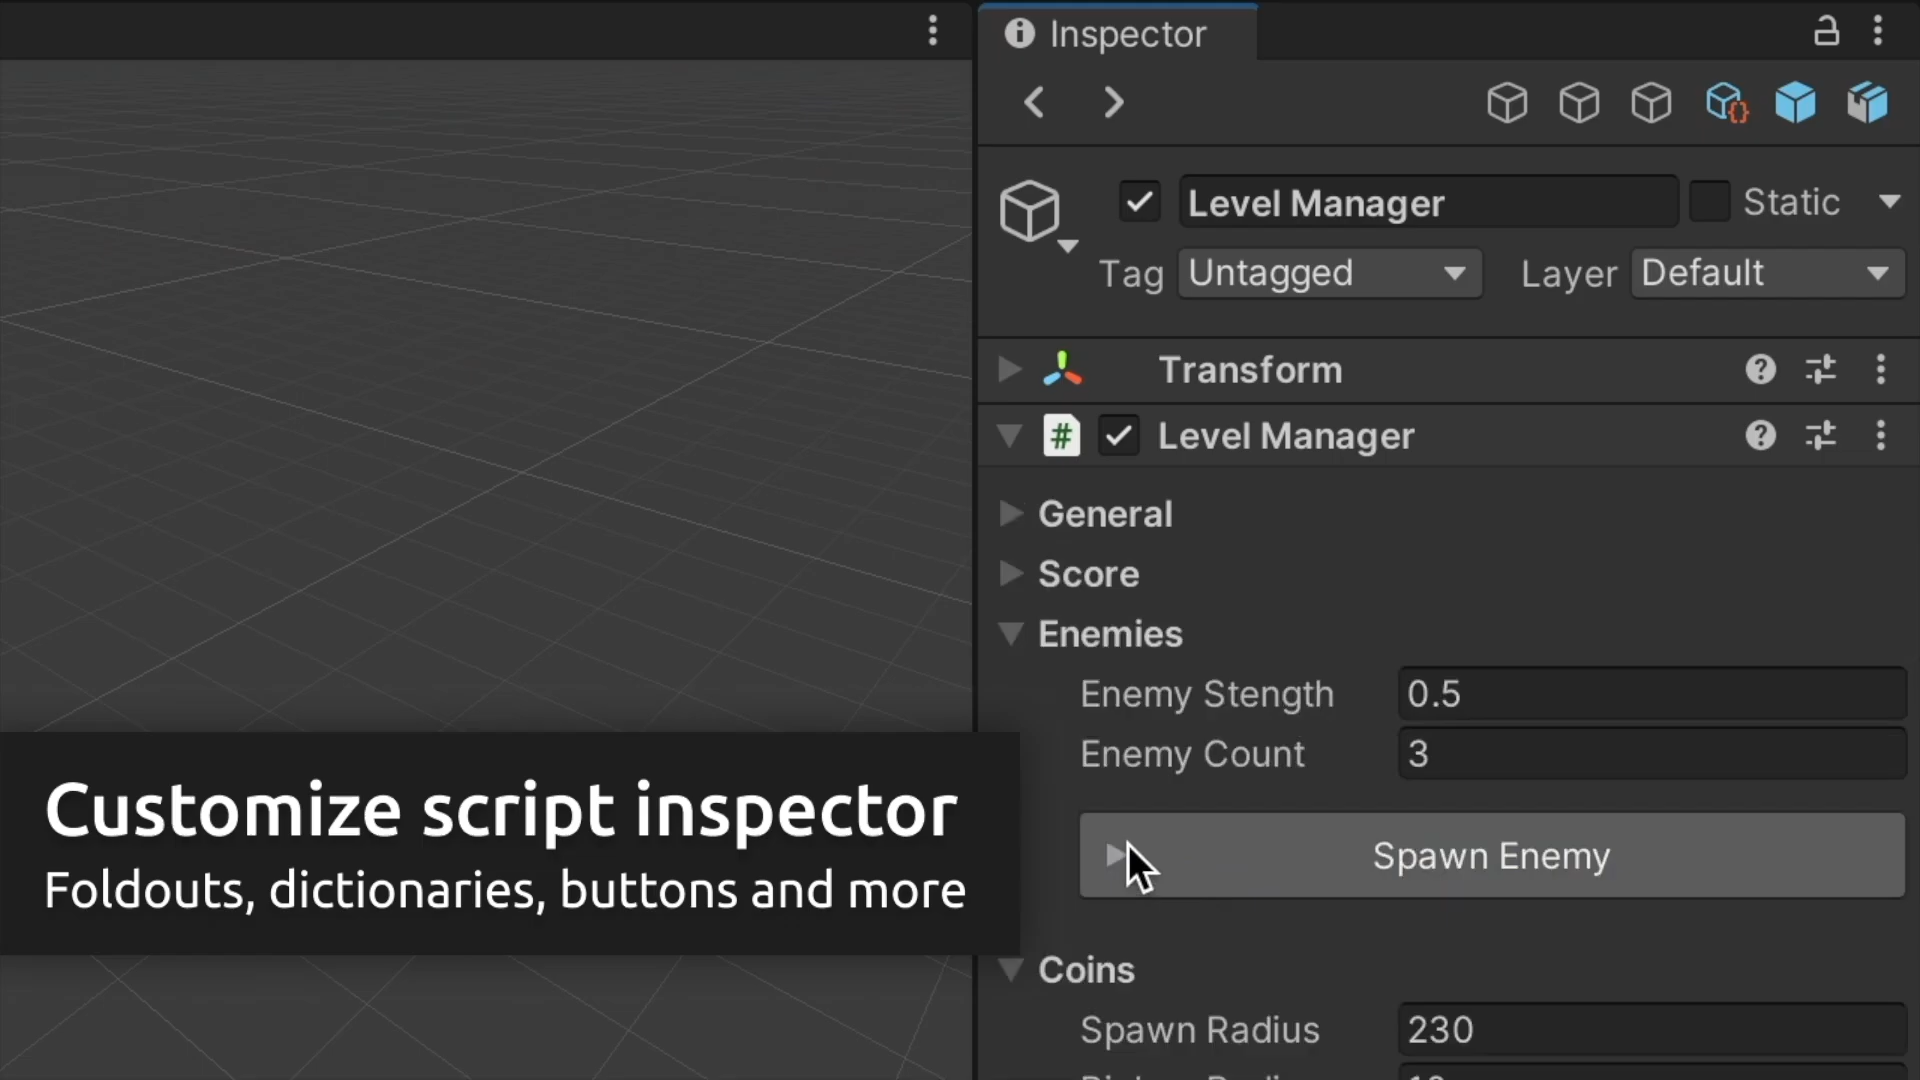 Inspector
Level Manager
Static
Tag Untagged Layer Default
Transform
# Level Manager
General
Score
Enemies
Enemy Stength 0.5
Enemy Count 3
Spawn Enemy
Customize script inspector
Foldouts, dictionaries, buttons and more
Coins
Spawn Radius 230